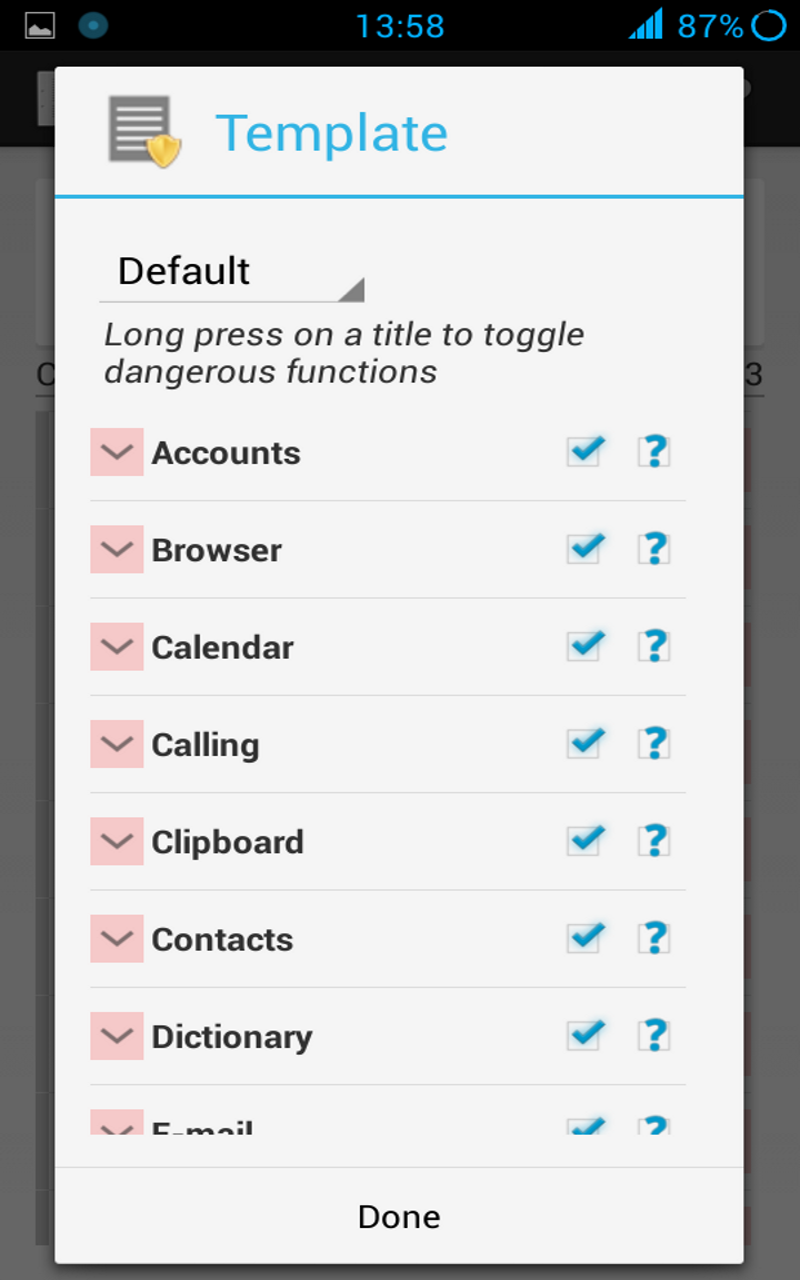 13:58
87%
Template
Default
Long press on a title to toggle
dangerous functions
C
3
Accounts
?
Browser
?
Calendar
?
Calling
?
Clipboard
?
Contacts
?
Dictionary
?
E-mail
?
Done